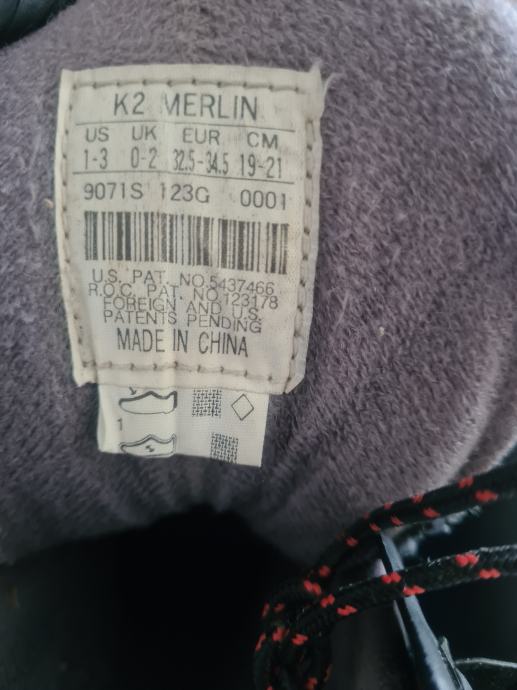 K2 MERLIN
US UK EUR CM
1-3 0-2 32.5-34.5 19-21
9071S 123G 0001
U.S. PAT. NO.5437466
R.O.C. PAT. NO.123178
FOREIGN AND U.S.
PATENTS PENDING
MADE IN CHINA
1